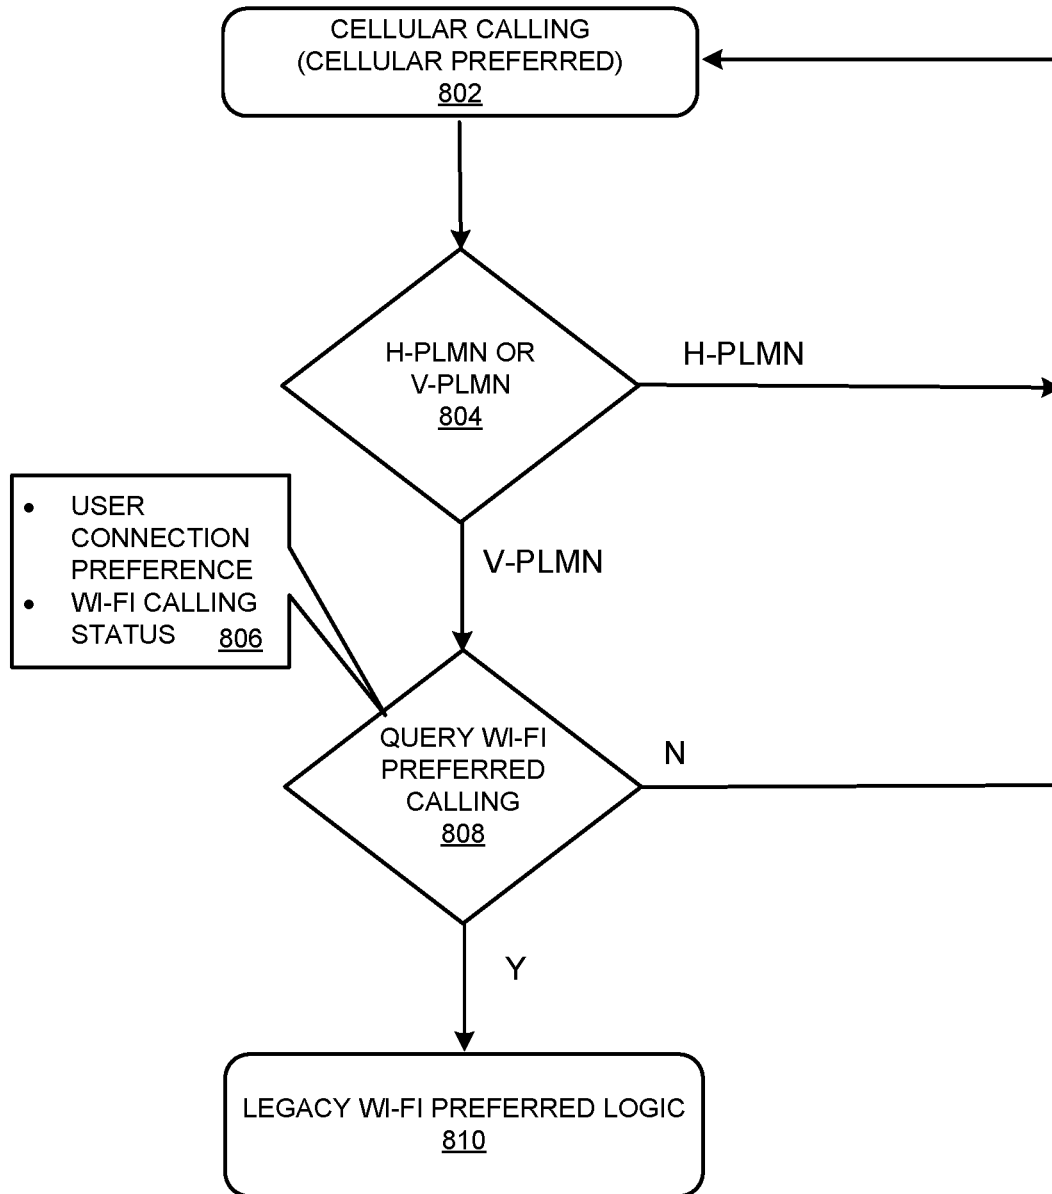 CELLULAR CALLING
(CELLULAR PREFERRED)
802
H-PLMN OR
V-PLMN
804
H-PLMN
V-PLMN
• USER
CONNECTION
PREFERENCE
• WI-FI CALLING
STATUS 806
QUERY WI-FI
PREFERRED
CALLING
808
N
Y
LEGACY WI-FI PREFERRED LOGIC
810